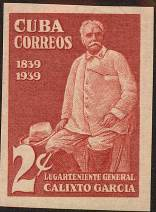 CUBA
CORREOS
1839
1939
2¢
LUGARTENIENTE GENERAL
CALIXTO GARCIA